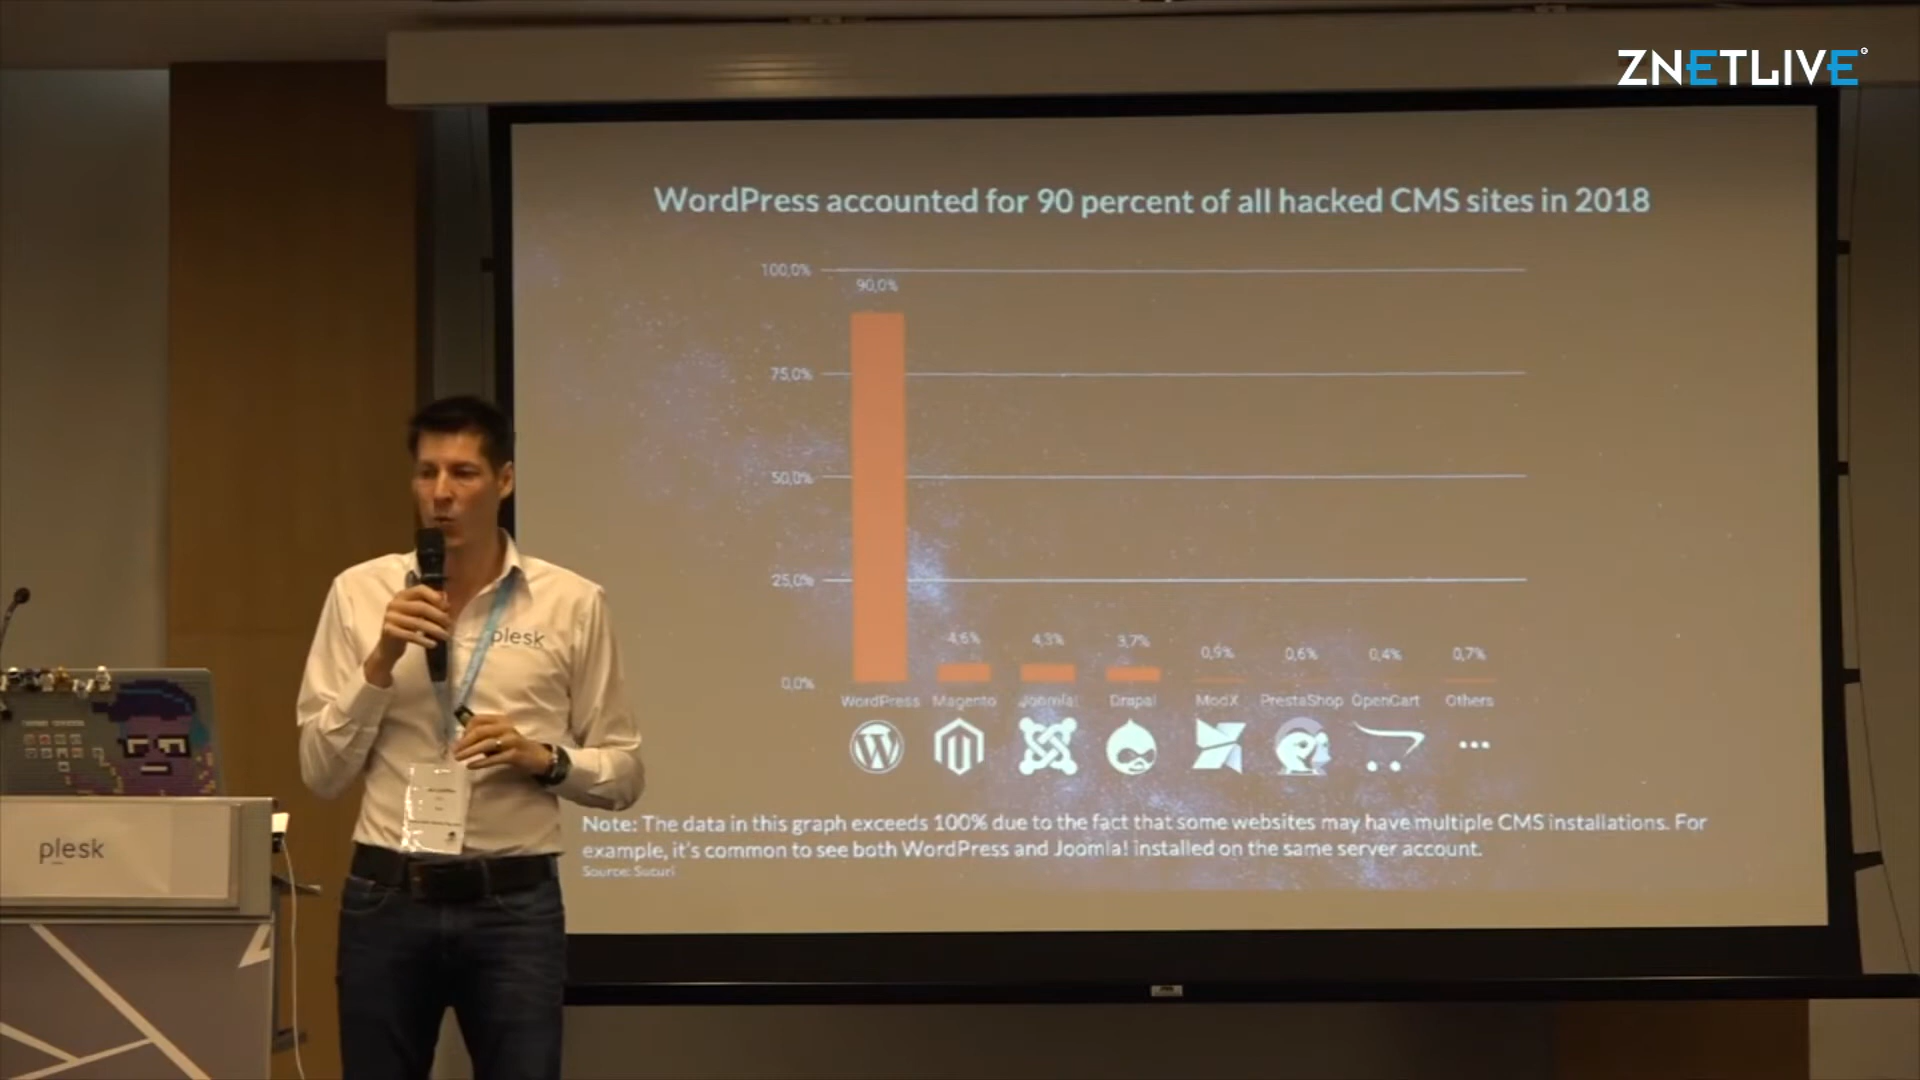 ZNETLIVE
WordPress accounted for 90 percent of all hacked CMS sites in 2018
100,0%
90,0%
75,0%
50,0%
25,0%
4,6%
4,3%
3,7%
0,9%
0,6%
0,4%
0,7%
0,0%
WordPress Magento Joomla! Drupal ModX PrestaShop OpenCart Others
Note: The data in this graph exceeds 100% due to the fact that some websites may have multiple CMS installations. For
example, it's common to see both WordPress and Joomla! installed on the same server account.
Source: Sucuri
plesk
plesk